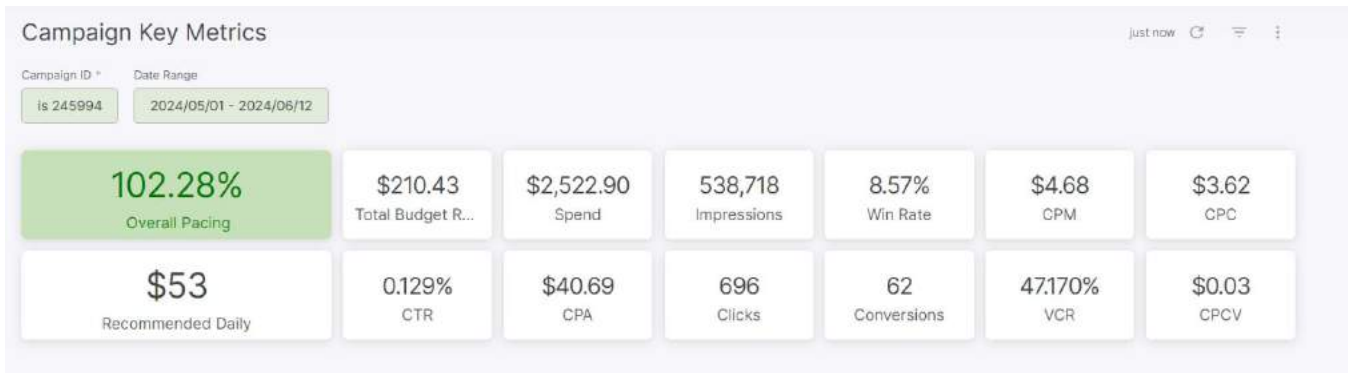 Campaign Key Metrics
just now
Campaign ID *
Date Range
is 245994
2024/05/01 - 2024/06/12
102.28%
Overall Pacing
$210.43
Total Budget R...
$2,522.90
Spend
538,718
Impressions
8.57%
Win Rate
$4.68
CPM
$3.62
CPC
$53
Recommended Daily
0.129%
CTR
$40.69
CPA
696
Clicks
62
Conversions
47.170%
VCR
$0.03
CPCV